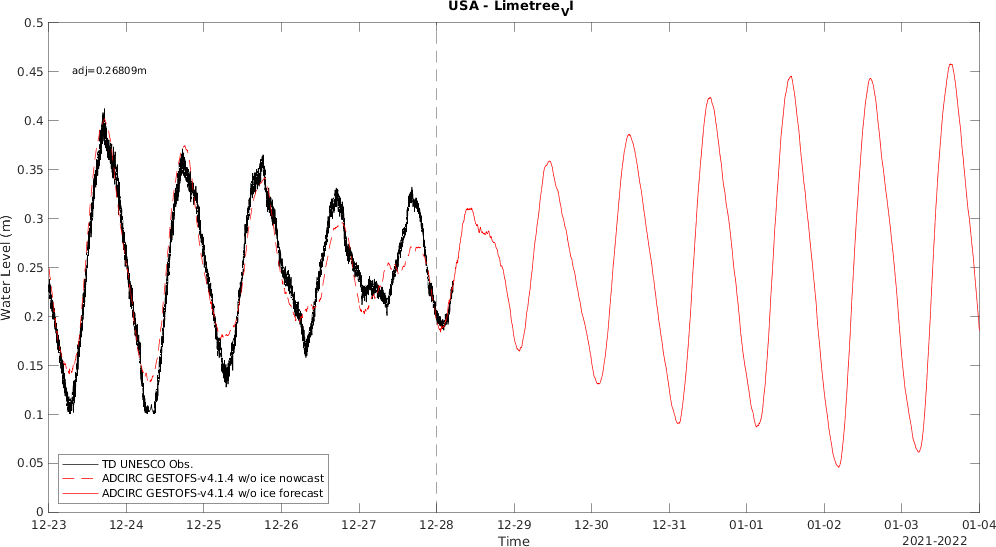 USA - LimetreeVI
0.5
0.45
0.4
0.35
0.3
0.25
0.2
0.15
0.1
0.05
0
Water Level (m)
adj=0.26809m
TD UNESCO Obs.
ADCIRC GESTOFS-v4.1.4 w/o ice nowcast
ADCIRC GESTOFS-v4.1.4 w/o ice forecast
12-23 12-24 12-25 12-26 12-27 12-28 12-29 12-30 12-31 01-01 01-02 01-03 01-04
Time
2021-2022